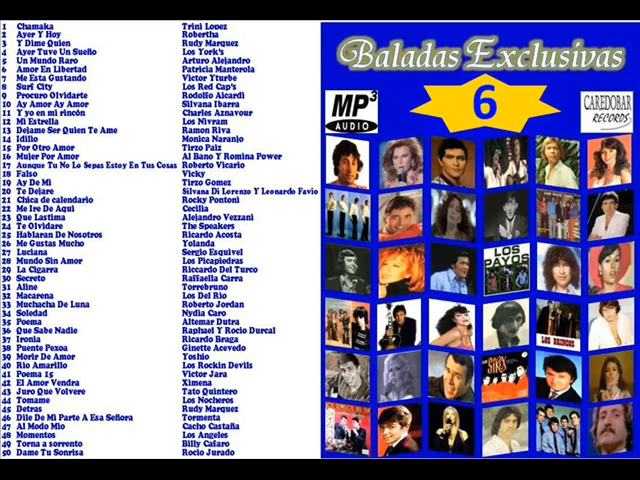 1 Chamaka Trini Lopez
2 Ayer Y Hoy Robertha
3 Y Dime Quien Rudy Marquez
4 Ayer Tuve Un Sueño Los York's
5 Un Mundo Raro Arturo Alejandro
6 Amor En Libertad Patricia Manterola
7 Me Esta Gustando Victor Yturbe
8 Surf City Los Red Cap's
9 Procuro Olvidarte Rodolfo Aicardi
10 Ay Amor Ay Amor Silvana Ibarra
11 Y yo en mi rincón Charles Aznavour
12 Mi Estrella Los Nivram
13 Dejame Ser Quien Te Ame Ramon Riva
14 Idilio Monica Naranjo
15 Por Otro Amor Tirzo Paiz
16 Mujer Por Amor Al Bano Y Romina Power
17 Aunque Tu No Lo Sepas Estoy En Tus Cosas Roberto Vicario
18 Falso Vicky
19 Ay De Mi Tirzo Gomez
20 Te Dejare Silvana Di Lorenzo Y Leonardo Favio
21 Chica de calendario Rocky Pontoni
22 Me Ire De Aqui Cecilia
23 Que Lastima Alejandro Vezzani
24 Te Olvidare The Speakers
25 Hablaran De Nosotros Ricardo Acosta
26 Me Gustas Mucho Yolanda
27 Luciana Sergio Esquivel
28 Mundo Sin Amor Los Picapiedras
29 La Cigarra Riccardo Del Turco
30 Secreto Raffaella Carra
31 Aline Torrebruno
32 Macarena Los Del Rio
33 Muchacha De Luna Roberto Jordan
34 Soledad Nydia Caro
35 Poema Altemar Dutra
36 Que Sabe Nadie Raphael Y Rocio Durcal
37 Ironia Ricardo Braga
38 Puente Pexoa Ginette Acevedo
39 Morir De Amor Yoshio
40 Rio Amarillo Los Rockin Devils
41 Poema 15 Victor Jara
42 El Amor Vendra Ximena
43 Juro Que Volvere Tato Quintero
44 Tomame Los Nocheros
45 Detras Rudy Marquez
46 Dile De Mi Parte A Esa Señora Tormenta
47 Al Modo Mio Cacho Castaña
48 Momentos Los Angeles
49 Torna a sorrento Billy Cafaro
50 Dame Tu Sonrisa Rocio Jurado
Baladas Exclusivas
6
MP3
AUDIO
CAREDOBAR
RECORDS
LOS
PAYOS
LOS BRINCOS